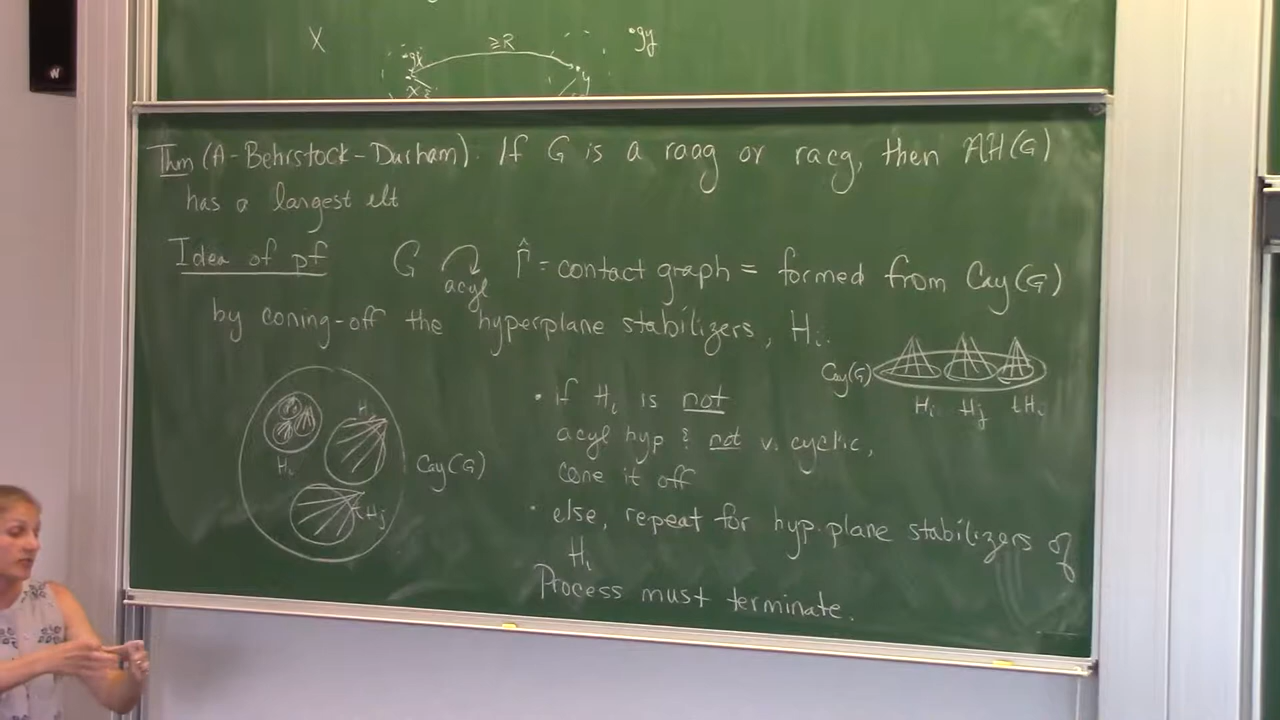 X
gx
≥R
gy
x
y
Thm (A-Behrstock-Durham). If G is a raag or racg, then AH(G)
has a largest elt
Idea of pf G acyl Γ̂ = contact graph = formed from Cay(G)
by coning-off the hyperplane stabilizers, Hi.
Cay(G)
Hi Hj tHi
Hi
Hi
tHj
Cay(G)
• if Hi is not
acyl hyp & not v. cyclic,
cone it off
• else, repeat for hyp.plane stabilizers of
Hi
Process must terminate.